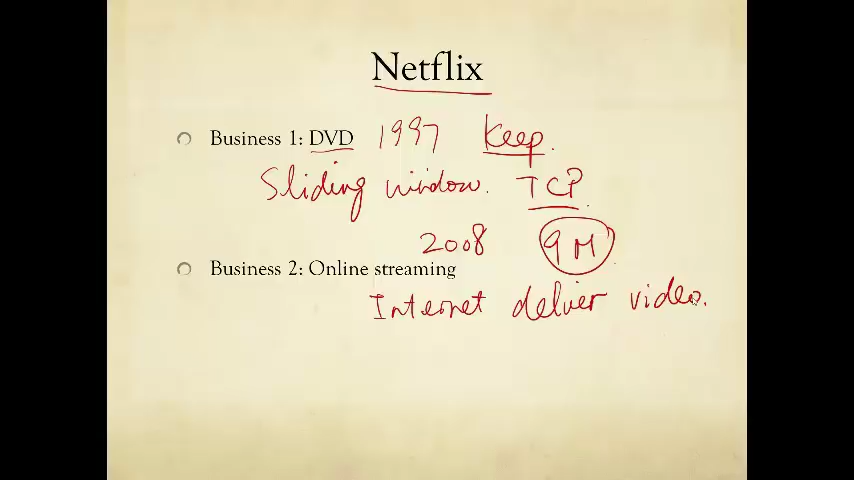 Netflix
Business 1: DVD 1997 Keep.
Sliding window. TCP
2008 9M
Business 2: Online streaming
Internet deliver video.